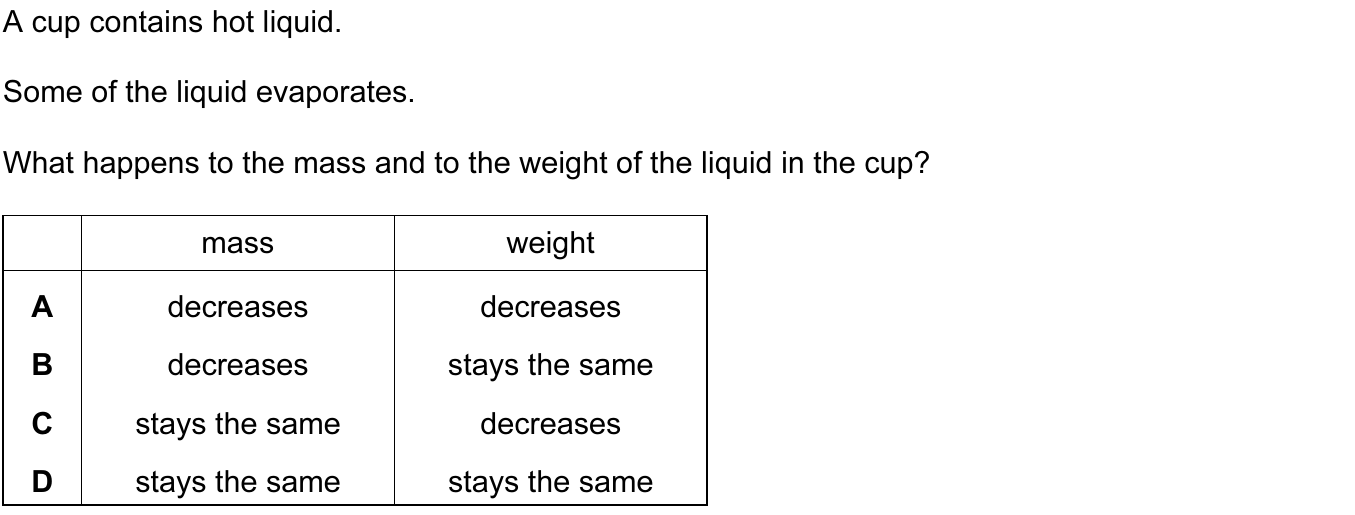 A cup contains hot liquid.
Some of the liquid evaporates.
What happens to the mass and to the weight of the liquid in the cup?
mass weight
A decreases decreases
B decreases stays the same
C stays the same decreases
D stays the same stays the same